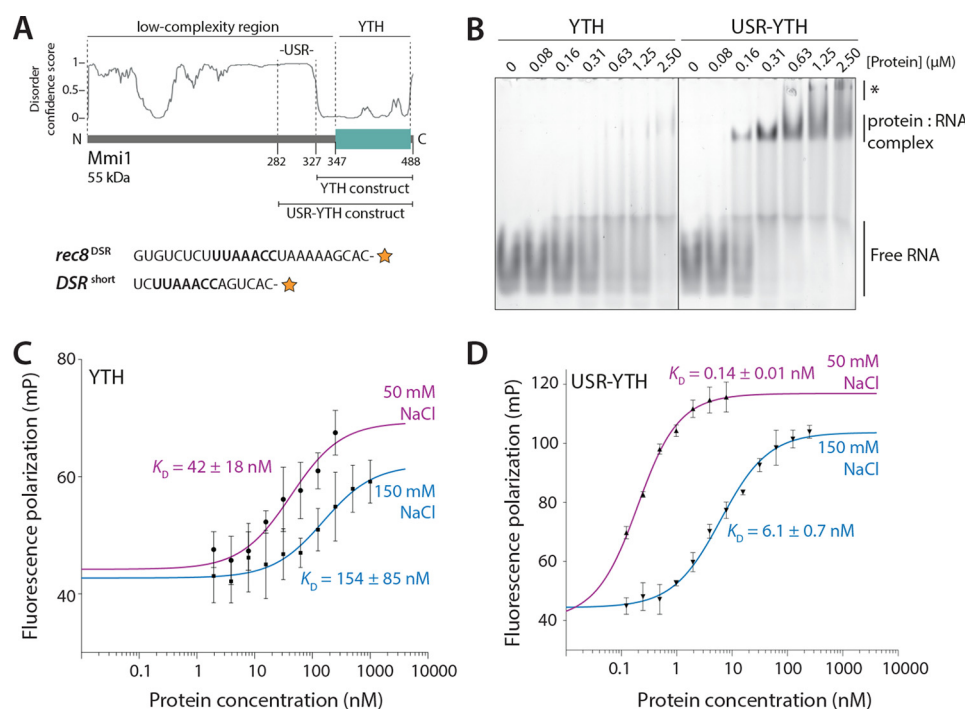 A
low-complexity region
YTH
-USR-
Disorder
confidence score
1
0.5
0
N
C
Mmi1
55 kDa
282
327
347
488
YTH construct
USR-YTH construct
rec8 DSR
GUGUCUCUUUAAACCUAAAAAGCAC-
DSR short
UCUUAAACCAGUCAC-
B
YTH
USR-YTH
0 0.08 0.16 0.31 0.63 1.25 2.50
0 0.08 0.16 0.31 0.63 1.25 2.50
[Protein] (µM)
*
protein : RNA
complex
Free RNA
C
YTH
Fluorescence polarization (mP)
80
60
40
50 mM
NaCl
KD = 42 ± 18 nM
150 mM
NaCl
KD = 154 ± 85 nM
0.1 1 10 100 1000 10000
Protein concentration (nM)
D
USR-YTH
Fluorescence polarization (mP)
120
100
80
60
40
KD = 0.14 ± 0.01 nM
50 mM
NaCl
150 mM
NaCl
KD = 6.1 ± 0.7 nM
0.1 1 10 100 1000 10000
Protein concentration (nM)